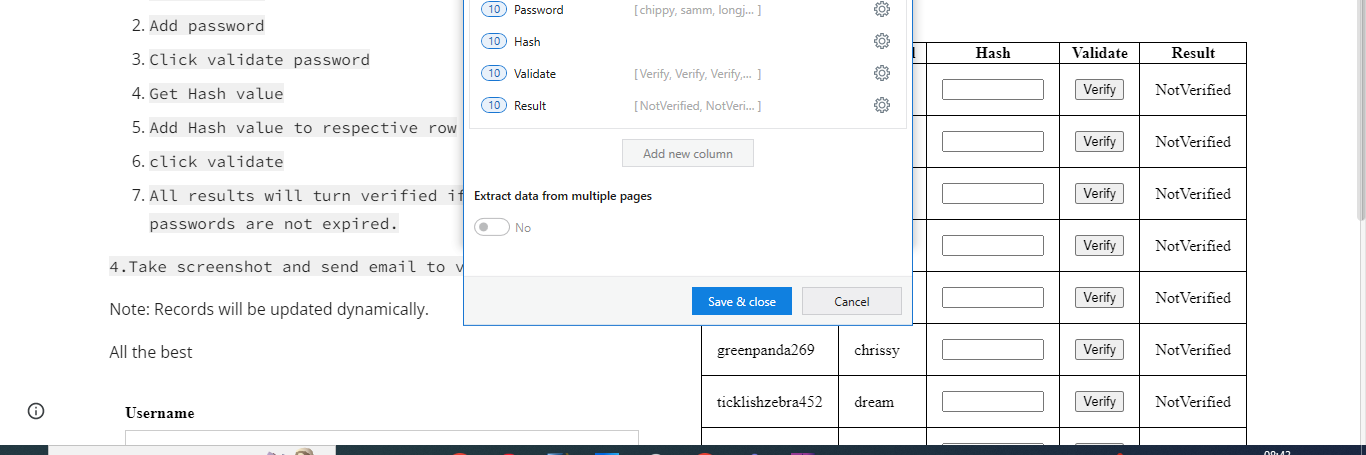 2. Add password
3. Click validate password
4. Get Hash value
5. Add Hash value to respective row
6. click validate
7. All results will turn verified if
passwords are not expired.
4.Take screenshot and send email to
Note: Records will be updated dynamically.
All the best
Username
10 Password [ chippy, samm, longj... ]
10 Hash
10 Validate [ Verify, Verify, Verify,... ]
10 Result [ NotVerified, NotVeri... ]
Add new column
Extract data from multiple pages
No
Save & close Cancel
Hash Validate Result
Verify NotVerified
Verify NotVerified
Verify NotVerified
Verify NotVerified
Verify NotVerified
greenpanda269 chrissy Verify NotVerified
ticklishzebra452 dream Verify NotVerified